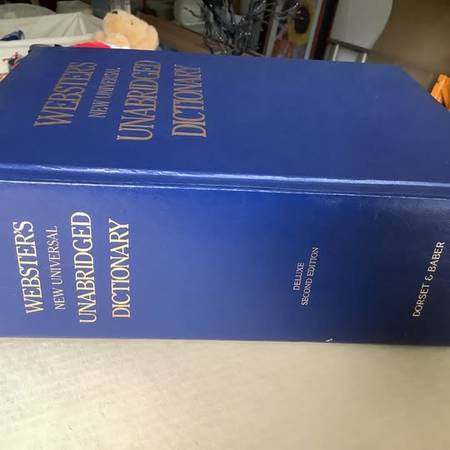 WEBSTER'S
NEW UNIVERSAL
UNABRIDGED
DICTIONARY
WEBSTER'S
NEW UNIVERSAL
UNABRIDGED
DICTIONARY
DELUXE
SECOND EDITION
DORSET & BABER